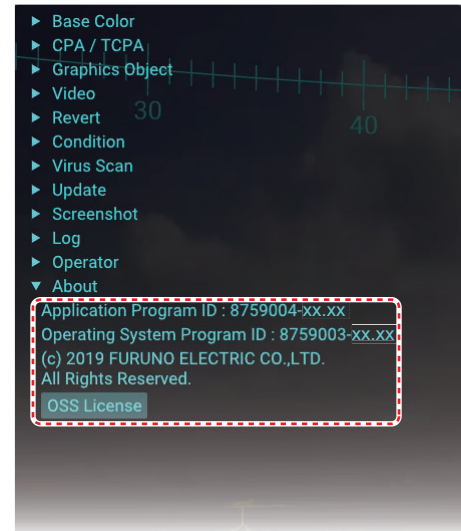 ▶ Base Color
▶ CPA / TCPA
▶ Graphics Object
▶ Video
30
▶ Revert
40
▶ Condition
▶ Virus Scan
▶ Update
▶ Screenshot
▶ Log
▶ Operator
▼ About
Application Program ID : 8759004-xx.xx
Operating System Program ID : 8759003-xx.xx
(c) 2019 FURUNO ELECTRIC CO.,LTD.
All Rights Reserved.
OSS License